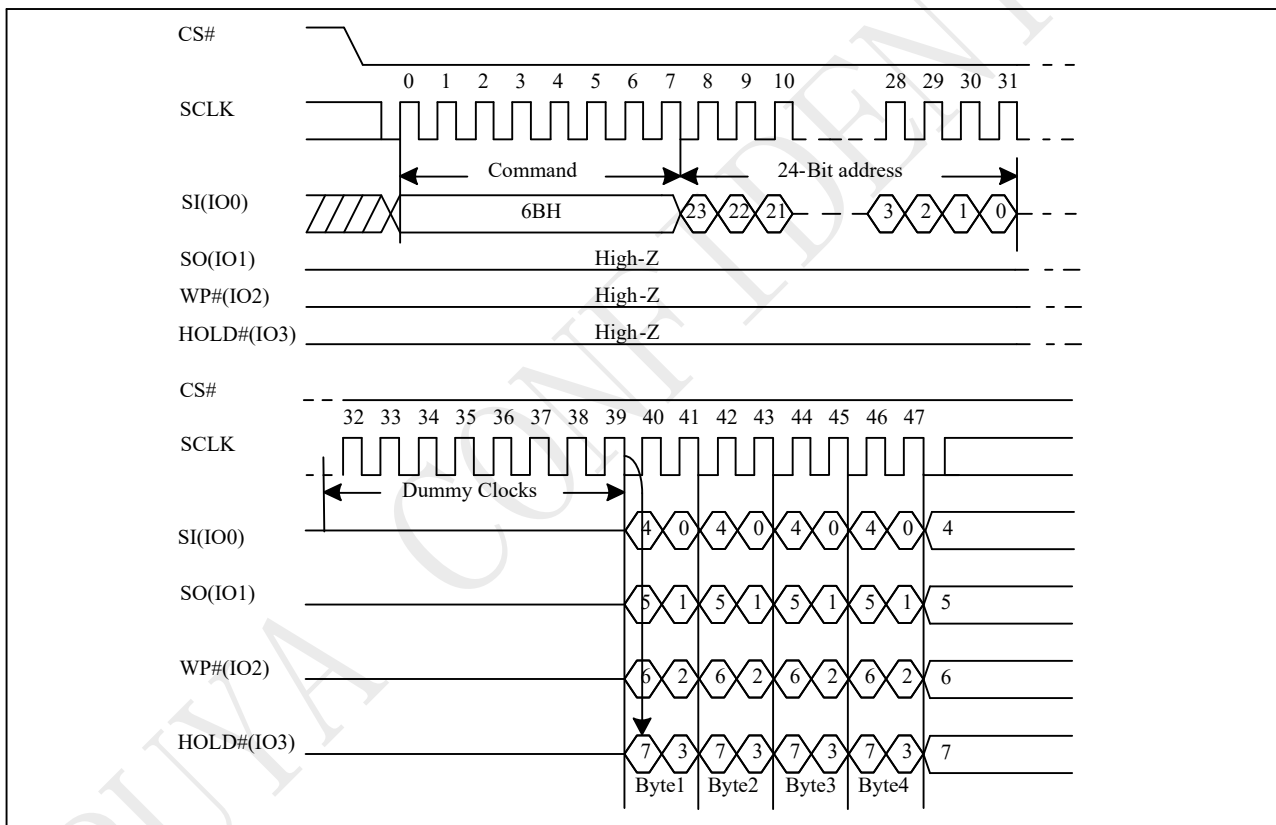 CS#
0 1 2 3 4 5 6 7 8 9 10 28 29 30 31
SCLK
Command 24-Bit address
SI(IO0) 6BH 23 22 21 3 2 1 0
SO(IO1) High-Z
WP#(IO2) High-Z
HOLD#(IO3) High-Z
CS#
32 33 34 35 36 37 38 39 40 41 42 43 44 45 46 47
SCLK
Dummy Clocks
SI(IO0) 4 0 4 0 4 0 4 0 4
SO(IO1) 5 1 5 1 5 1 5 1 5
WP#(IO2) 6 2 6 2 6 2 6 2 6
HOLD#(IO3) 7 3 7 3 7 3 7 3 7
Byte1 Byte2 Byte3 Byte4